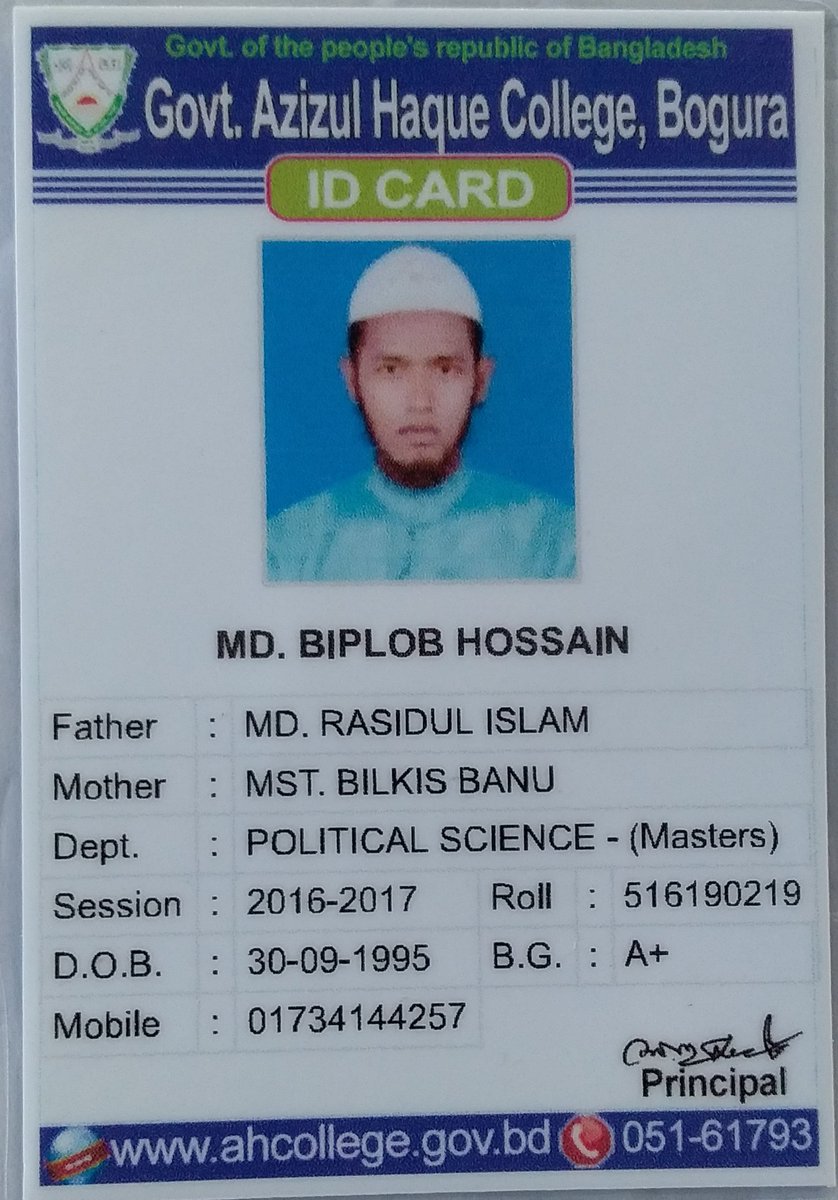 Govt. of the people's republic of Bangladesh
Govt. Azizul Haque College, Bogura
ID CARD
MD. BIPLOB HOSSAIN
Father : MD. RASIDUL ISLAM
Mother : MST. BILKIS BANU
Dept. : POLITICAL SCIENCE - (Masters)
Session : 2016-2017 Roll : 516190219
D.O.B. : 30-09-1995 B.G. : A+
Mobile : 01734144257
Principal
www.ahcollege.gov.bd 051-61793